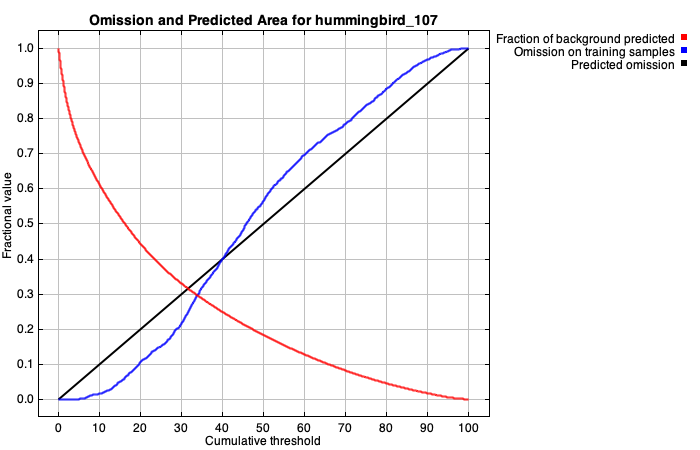 Omission and Predicted Area for hummingbird_107
Fraction of background predicted
Omission on training samples
Predicted omission
Fractional value
1.0
0.9
0.8
0.7
0.6
0.5
0.4
0.3
0.2
0.1
0.0
0 10 20 30 40 50 60 70 80 90 100
Cumulative threshold